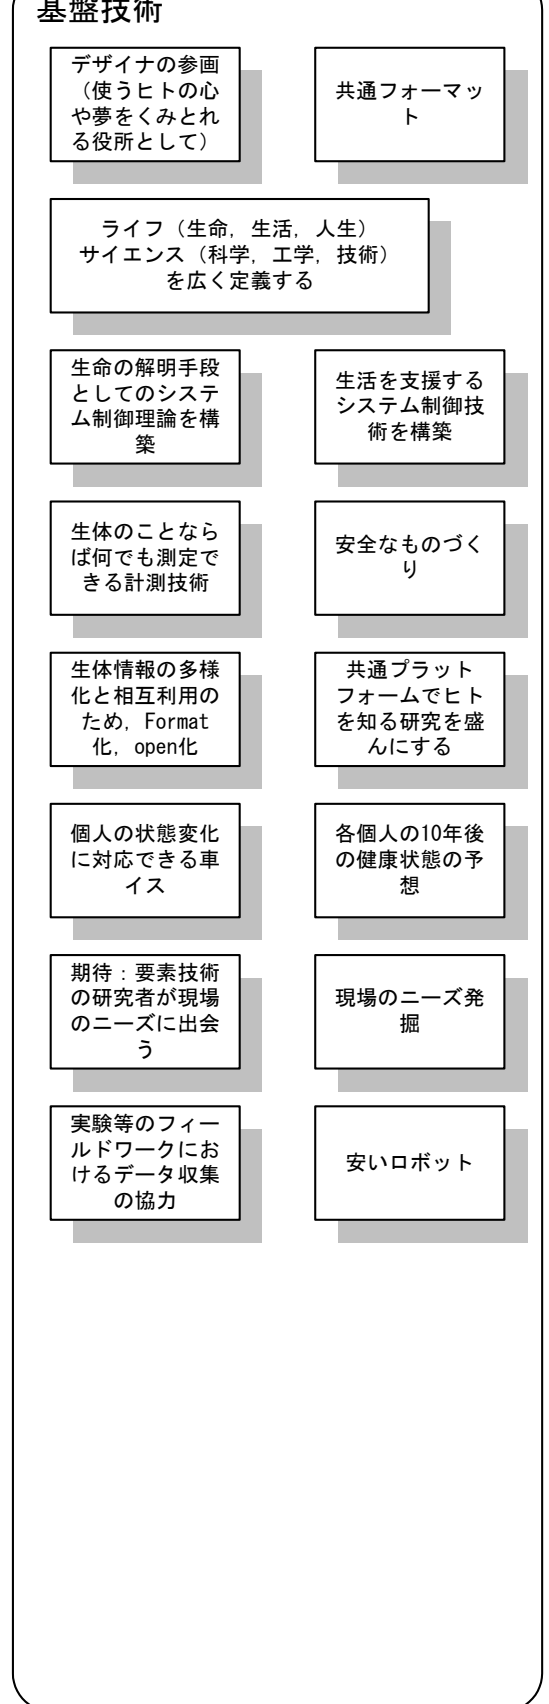 基盤技術
デザイナの参画
（使うヒトの心
や夢をくみとれ
る役所として）
共通フォーマッ
ト
ライフ（生命，生活，人生）
サイエンス（科学，工学，技術）
を広く定義する
生命の解明手段
としてのシステ
ム制御理論を構
築
生活を支援する
システム制御技
術を構築
生体のことなら
ば何でも測定で
きる計測技術
安全なものづく
り
生体情報の多様
化と相互利用の
ため，Format
化，open化
共通プラット
フォームでヒト
を知る研究を盛
んにする
個人の状態変化
に対応できる車
イス
各個人の10年後
の健康状態の予
想
期待：要素技術
の研究者が現場
のニーズに出会
う
現場のニーズ発
掘
実験等のフィー
ルドワークにお
けるデータ収集
の協力
安いロボット